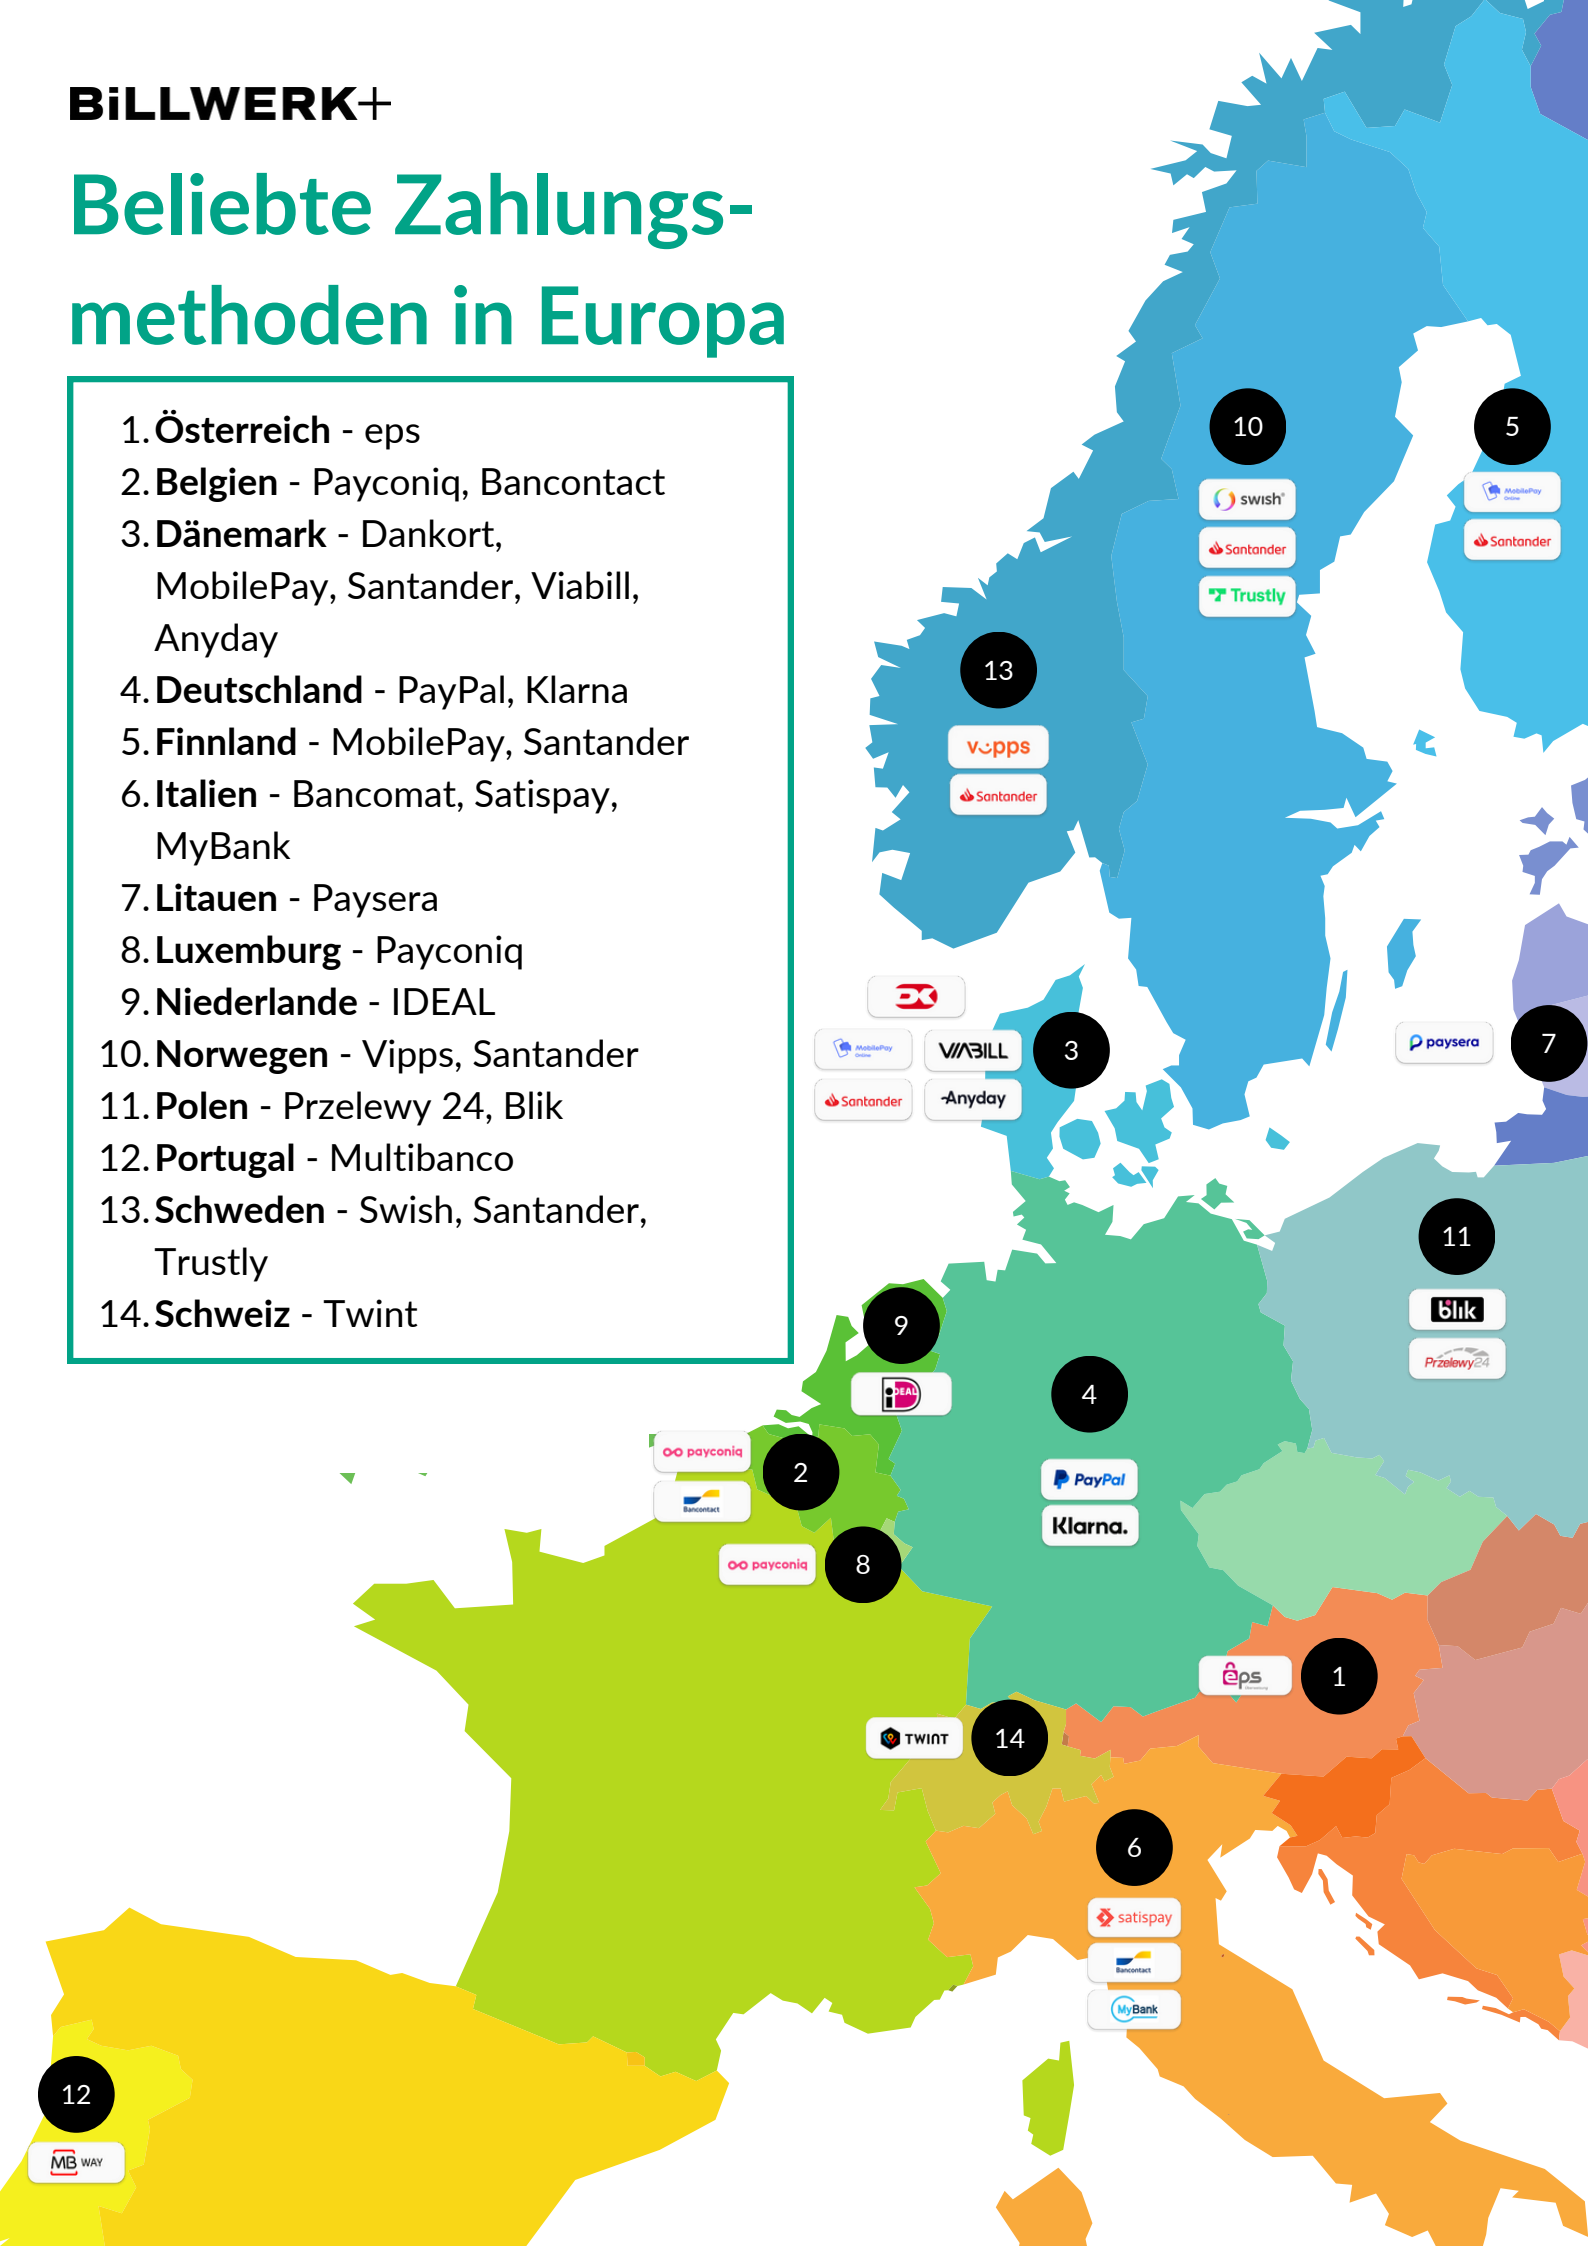 BiLLWERK+
Beliebte Zahlungs-
methoden in Europa
1. Österreich - eps
2. Belgien - Payconiq, Bancontact
3. Dänemark - Dankort,
MobilePay, Santander, Viabill,
Anyday
4. Deutschland - PayPal, Klarna
5. Finnland - MobilePay, Santander
6. Italien - Bancomat, Satispay,
MyBank
7. Litauen - Paysera
8. Luxemburg - Payconiq
9. Niederlande - IDEAL
10. Norwegen - Vipps, Santander
11. Polen - Przelewy 24, Blik
12. Portugal - Multibanco
13. Schweden - Swish, Santander,
Trustly
14. Schweiz - Twint
10
swish
Santander
Trustly
5
MobilePay
Online
Santander
13
vipps
Santander
3
DK
MobilePay
Online
VIABILL
Santander
Anyday
7
paysera
11
blik
Przelewy24
9
iDEAL
4
PayPal
Klarna.
2
payconiq
Bancontact
8
payconiq
1
eps
14
TWINT
6
satispay
Bancontact
MyBank
12
MB WAY